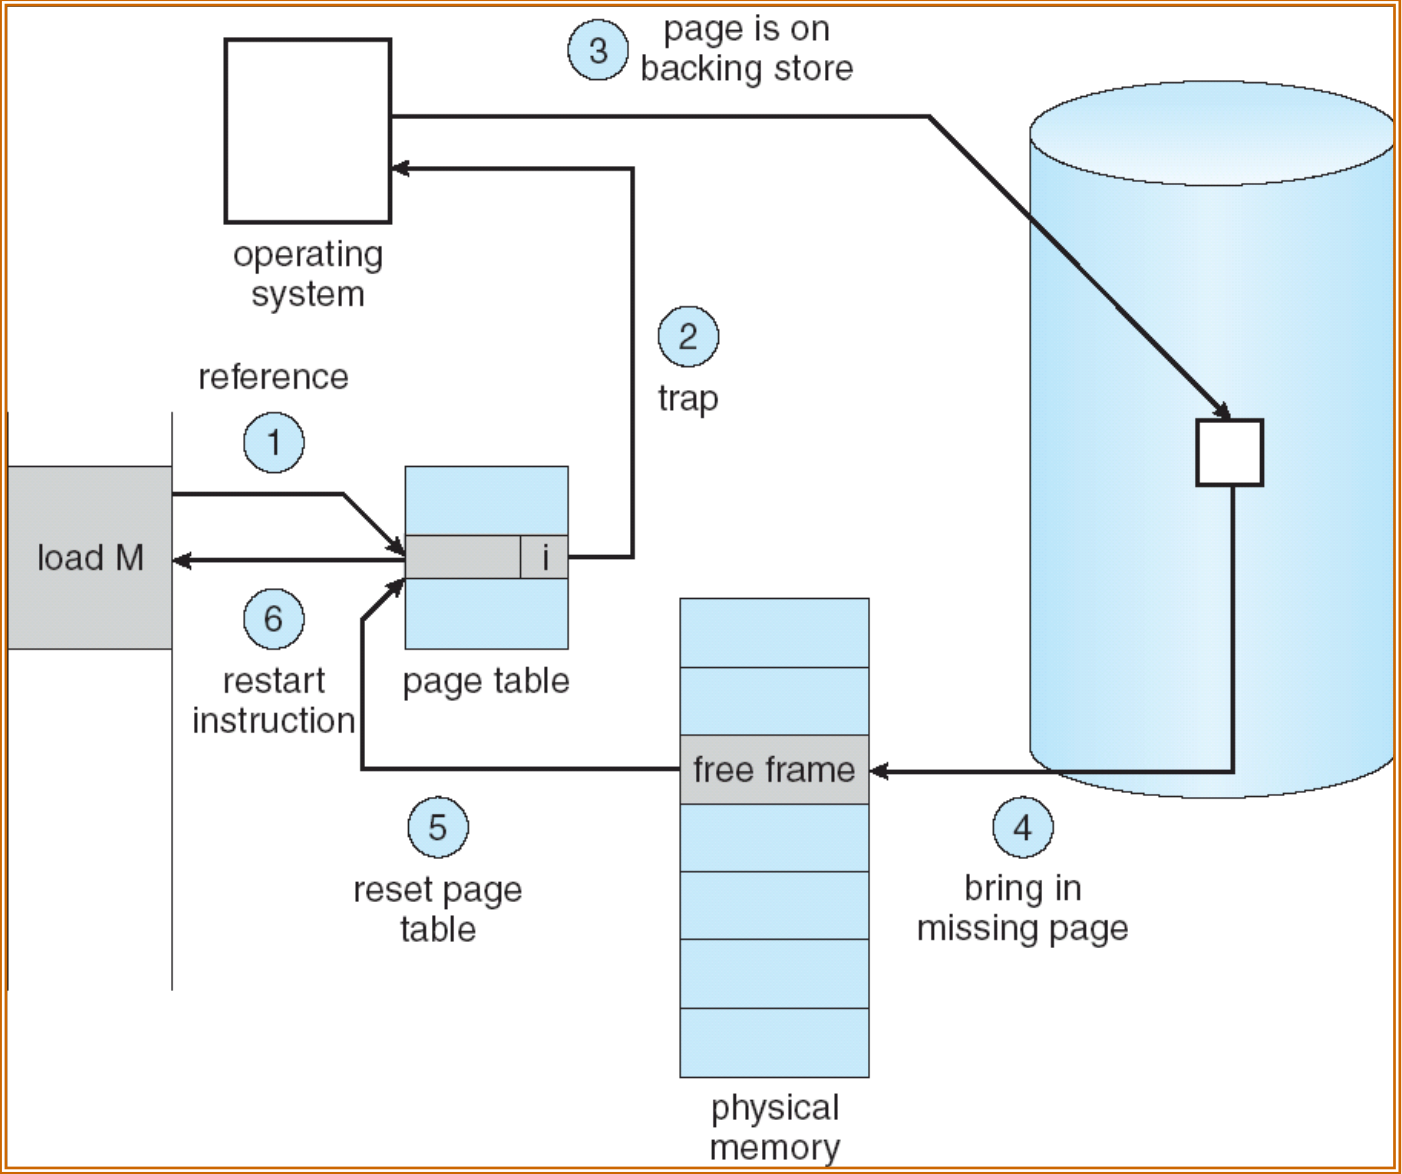 3
page is on
backing store
operating
system
reference
1
2
trap
load M
i
6
restart
instruction
page table
free frame
5
reset page
table
4
bring in
missing page
physical
memory